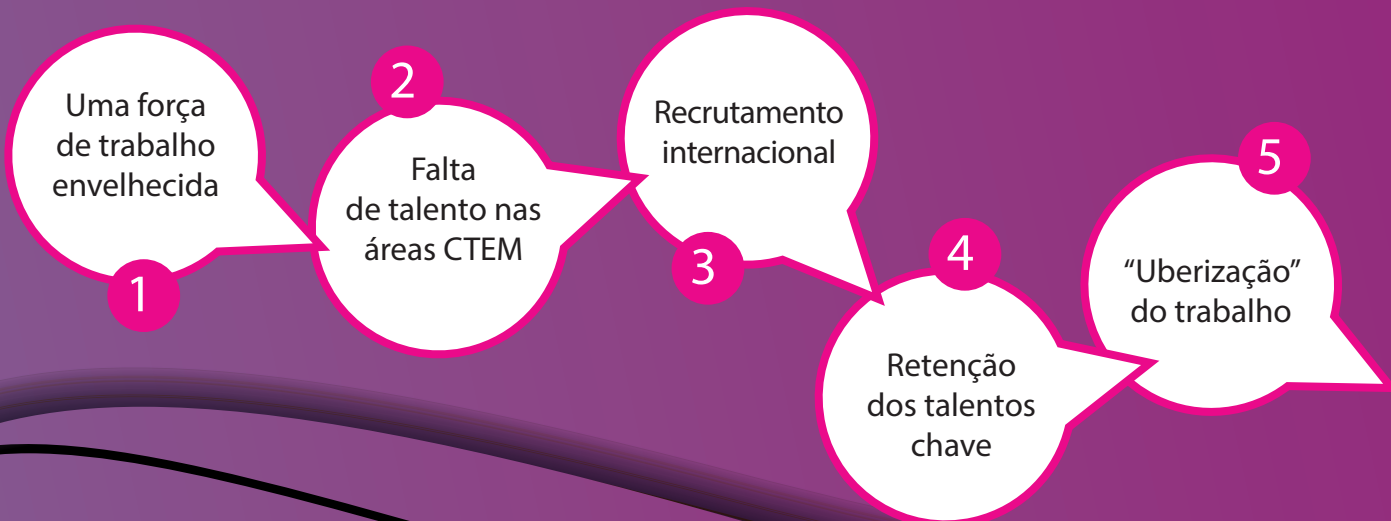 1
Uma força
de trabalho
envelhecida
2
Falta
de talento nas
áreas CTEM
3
Recrutamento
internacional
4
Retenção
dos talentos
chave
5
“Uberização”
do trabalho